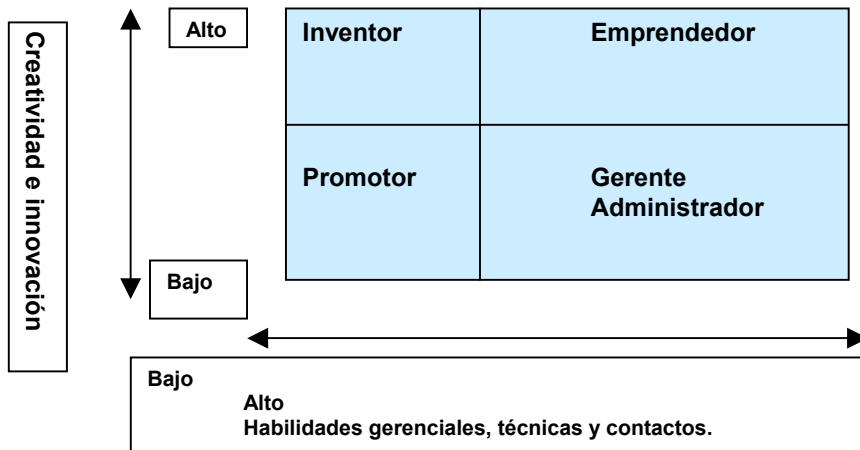 Creatividad e innovación
Alto
Inventor
Emprendedor
Promotor
Gerente
Administrador
Bajo
Bajo
Alto
Habilidades gerenciales, técnicas y contactos.